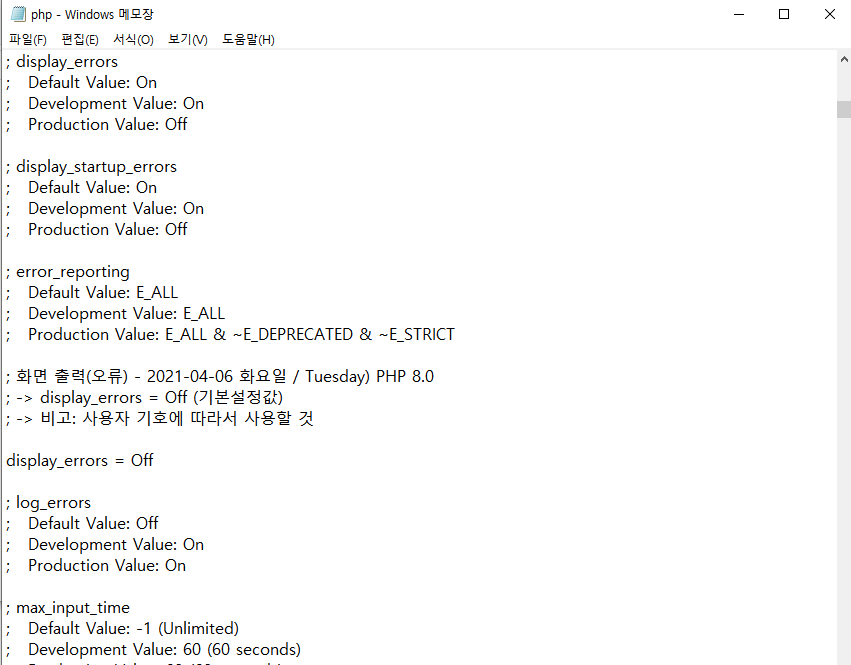 php - Windows 메모장
파일(F) 편집(E) 서식(O) 보기(V) 도움말(H)
; display_errors
;   Default Value: On
;   Development Value: On
;   Production Value: Off
; display_startup_errors
;   Default Value: On
;   Development Value: On
;   Production Value: Off
; error_reporting
;   Default Value: E_ALL
;   Development Value: E_ALL
;   Production Value: E_ALL & ~E_DEPRECATED & ~E_STRICT
; 화면 출력(오류) - 2021-04-06 화요일 / Tuesday) PHP 8.0
; -> display_errors = Off (기본설정값)
; -> 비고: 사용자 기호에 따라서 사용할 것
display_errors = Off
; log_errors
;   Default Value: Off
;   Development Value: On
;   Production Value: On
; max_input_time
;   Default Value: -1 (Unlimited)
;   Development Value: 60 (60 seconds)